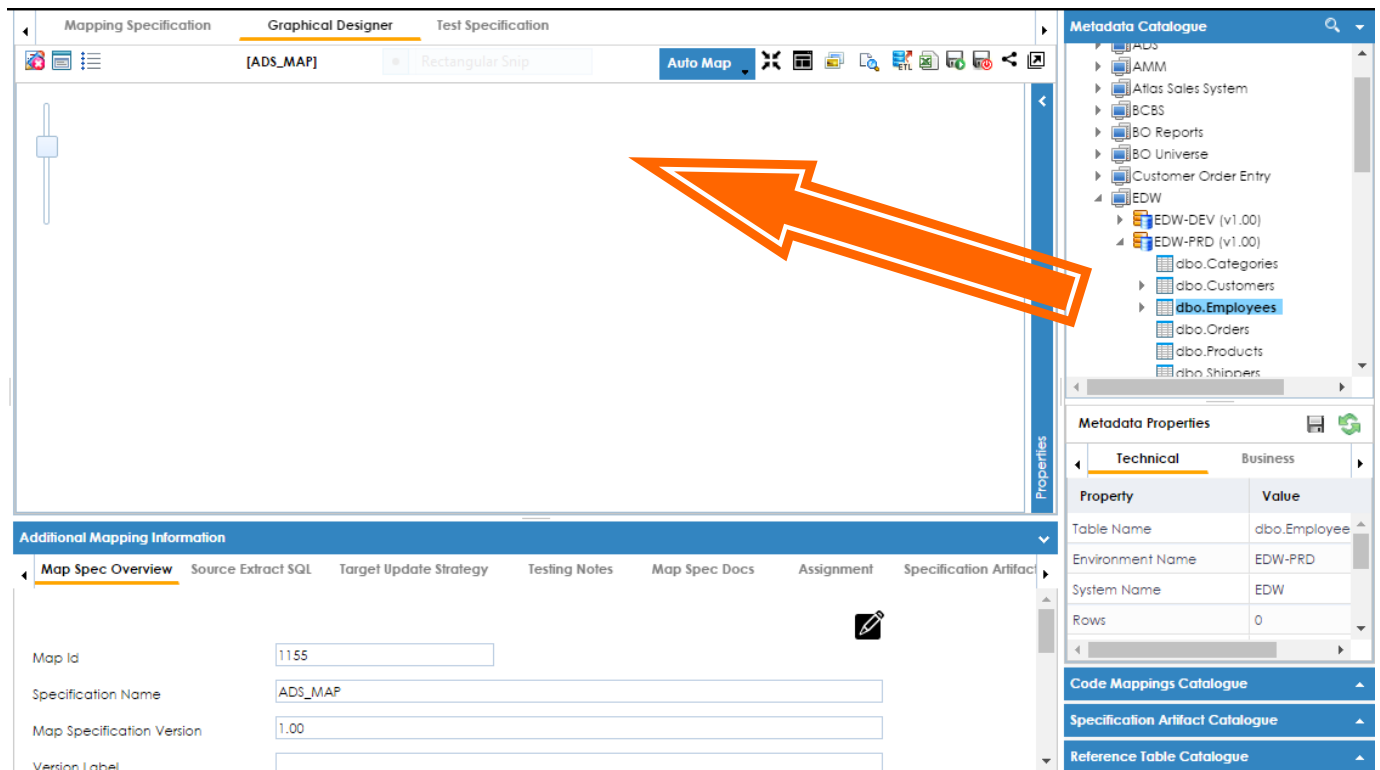 Mapping Specification Graphical Designer Test Specification
[ADS_MAP] Rectangular Snip Auto Map ETL
Properties
Additional Mapping Information
Map Spec Overview Source Extract SQL Target Update Strategy Testing Notes Map Spec Docs Assignment Specification Artifact
Map Id 1155
Specification Name ADS_MAP
Map Specification Version 1.00
Version Label
Metadata Catalogue
ADS
AMM
Atlas Sales System
BCBS
BO Reports
BO Universe
Customer Order Entry
EDW
EDW-DEV (v1.00)
EDW-PRD (v1.00)
dbo.Categories
dbo.Customers
dbo.Employees
dbo.Orders
dbo.Products
dbo.Shippers
Metadata Properties
Technical Business
Property Value
Table Name dbo.Employee
Environment Name EDW-PRD
System Name EDW
Rows 0
Code Mappings Catalogue
Specification Artifact Catalogue
Reference Table Catalogue